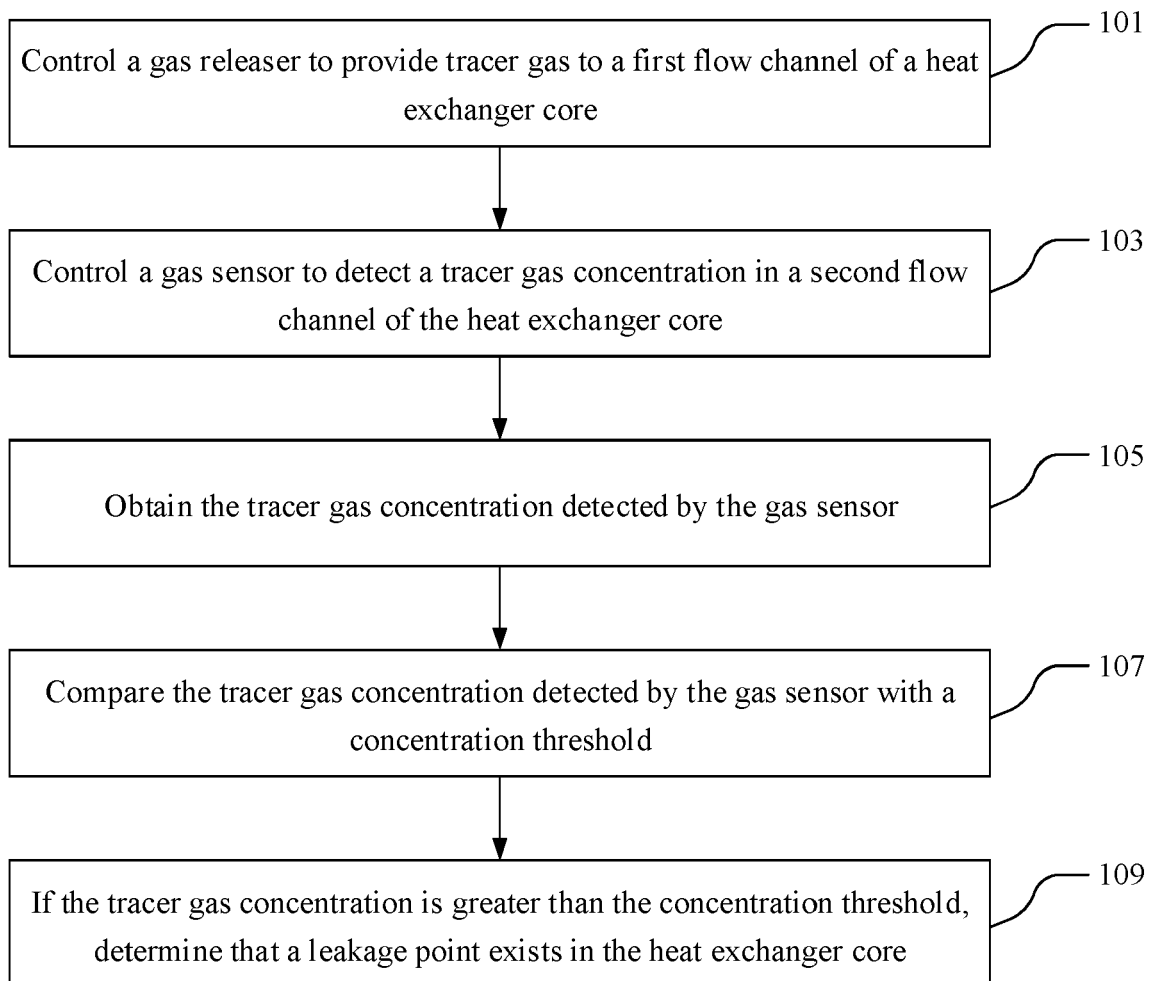 101
Control a gas releaser to provide tracer gas to a first flow channel of a heat
exchanger core
103
Control a gas sensor to detect a tracer gas concentration in a second flow
channel of the heat exchanger core
105
Obtain the tracer gas concentration detected by the gas sensor
107
Compare the tracer gas concentration detected by the gas sensor with a
concentration threshold
109
If the tracer gas concentration is greater than the concentration threshold,
determine that a leakage point exists in the heat exchanger core